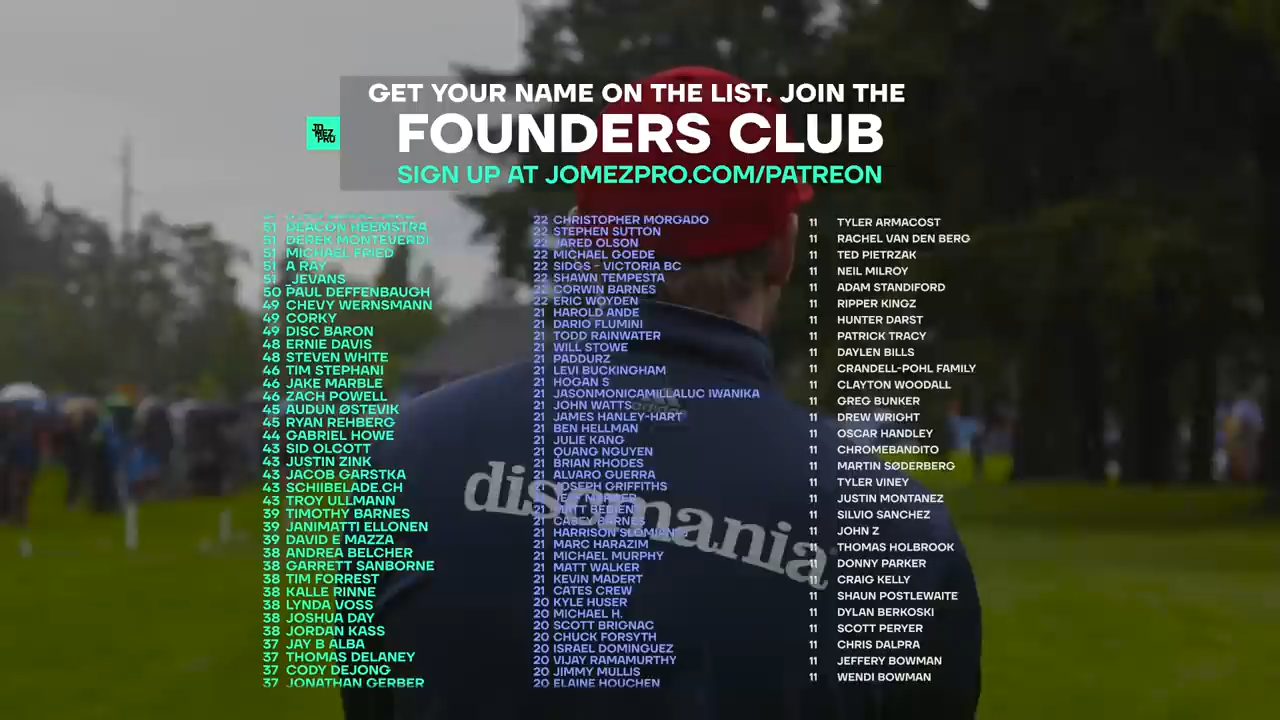 GET YOUR NAME ON THE LIST. JOIN THE
JO
MEZ
PRO
FOUNDERS CLUB
SIGN UP AT JOMEZPRO.COM/PATREON
51 DEACON HEEMSTRA
51 DEREK MONTEVERDI
51 MICHAEL FRIED
51 A RAY
51 _JEVANS
50 PAUL DEFFENBAUGH
49 CHEVY WERNSMANN
49 CORKY
49 DISC BARON
48 ERNIE DAVIS
48 STEVEN WHITE
46 TIM STEPHANI
46 JAKE MARBLE
46 ZACH POWELL
45 AUDUN ØSTEVIK
45 RYAN REHBERG
44 GABRIEL HOWE
43 SID OLCOTT
43 JUSTIN ZINK
43 JACOB GARSTKA
43 SCHIIBELADE.CH
43 TROY ULLMANN
39 TIMOTHY BARNES
39 JANIMATTI ELLONEN
39 DAVID E MAZZA
38 ANDREA BELCHER
38 GARRETT SANBORNE
38 TIM FORREST
38 KALLE RINNE
38 LYNDA VOSS
38 JOSHUA DAY
38 JORDAN KASS
37 JAY B ALBA
37 THOMAS DELANEY
37 CODY DEJONG
37 JONATHAN GERBER
22 CHRISTOPHER MORGADO
22 STEPHEN SUTTON
22 JARED OLSON
22 MICHAEL GOEDE
22 SIDGS - VICTORIA BC
22 SHAWN TEMPESTA
22 CORWIN BARNES
22 ERIC WOYDEN
21 HAROLD ANDE
21 DARIO FLUMINI
21 TODD RAINWATER
21 WILL STOWE
21 PADDURZ
21 LEVI BUCKINGHAM
21 HOGAN S
21 JASONMONICAMILLALUC IWANIKA
21 JOHN WATTS
21 JAMES HANLEY-HART
21 BEN HELLMAN
21 JULIE KANG
21 QUANG NGUYEN
21 BRIAN RHODES
21 ALVARO GUERRA
21 JOSEPH GRIFFITHS
21 JEFF
21 MATT BEDIENT
21 CASEY BARNES
21 HARRISON SLOMIANS
21 MARC HARAZIM
21 MICHAEL MURPHY
21 MATT WALKER
21 KEVIN MADERT
21 CATES CREW
20 KYLE HUSER
20 MICHAEL H.
20 SCOTT BRIGNAC
20 CHUCK FORSYTH
20 ISRAEL DOMINGUEZ
20 VIJAY RAMAMURTHY
20 JIMMY MULLIS
20 ELAINE HOUCHEN
11 TYLER ARMACOST
11 RACHEL VAN DEN BERG
11 TED PIETRZAK
11 NEIL MILROY
11 ADAM STANDIFORD
11 RIPPER KINGZ
11 HUNTER DARST
11 PATRICK TRACY
11 DAYLEN BILLS
11 CRANDELL-POHL FAMILY
11 CLAYTON WOODALL
11 GREG BUNKER
11 DREW WRIGHT
11 OSCAR HANDLEY
11 CHROMEBANDITO
11 MARTIN SØDERBERG
11 TYLER VINEY
11 JUSTIN MONTANEZ
11 SILVIO SANCHEZ
11 JOHN Z
11 THOMAS HOLBROOK
11 DONNY PARKER
11 CRAIG KELLY
11 SHAUN POSTLEWAITE
11 DYLAN BERKOSKI
11 SCOTT PERYER
11 CHRIS DALPRA
11 JEFFERY BOWMAN
11 WENDI BOWMAN
discmania